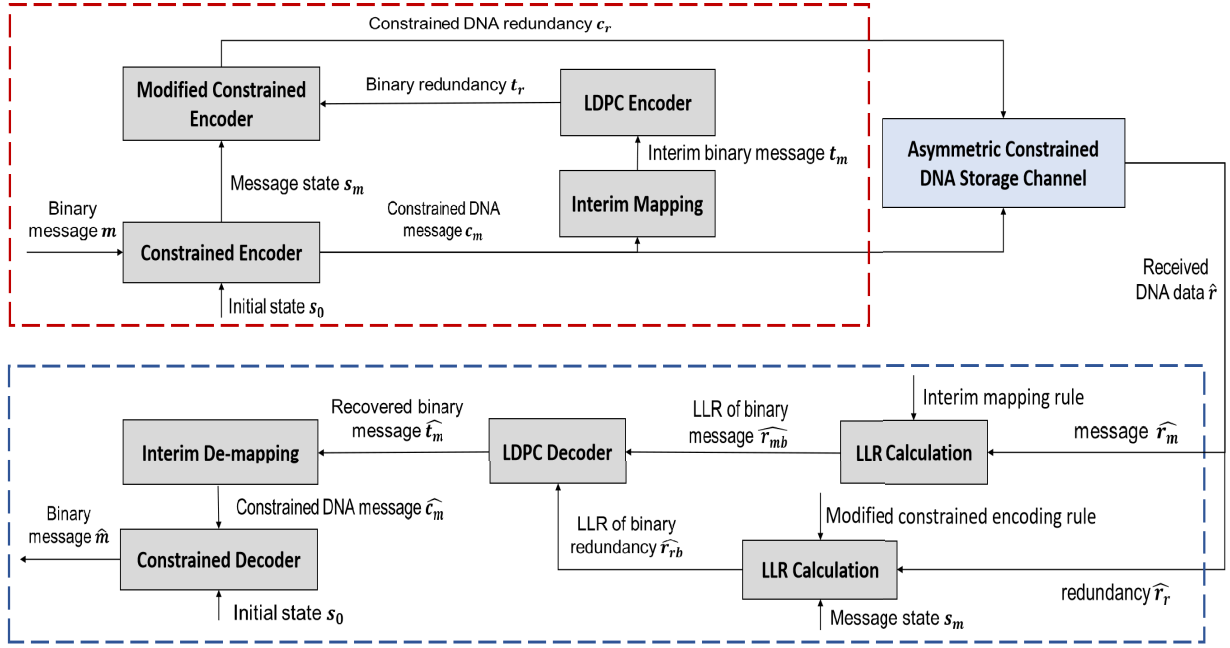 Constrained DNA redundancy c_r
Modified Constrained
Encoder
Binary redundancy t_r
LDPC Encoder
Interim binary message t_m
Message state s_m
Interim Mapping
Constrained DNA
message c_m
Binary
message m
Constrained Encoder
Initial state s_0
Asymmetric Constrained
DNA Storage Channel
Received
DNA data r̂
Interim mapping rule
message r̂_m
LLR Calculation
LLR of binary
message r̂_mb
LDPC Decoder
Recovered binary
message t̂_m
Interim De-mapping
Constrained DNA message ĉ_m
Binary
message m̂
Constrained Decoder
Initial state s_0
LLR of binary
redundancy r̂_rb
Modified constrained encoding rule
LLR Calculation
redundancy r̂_r
Message state s_m